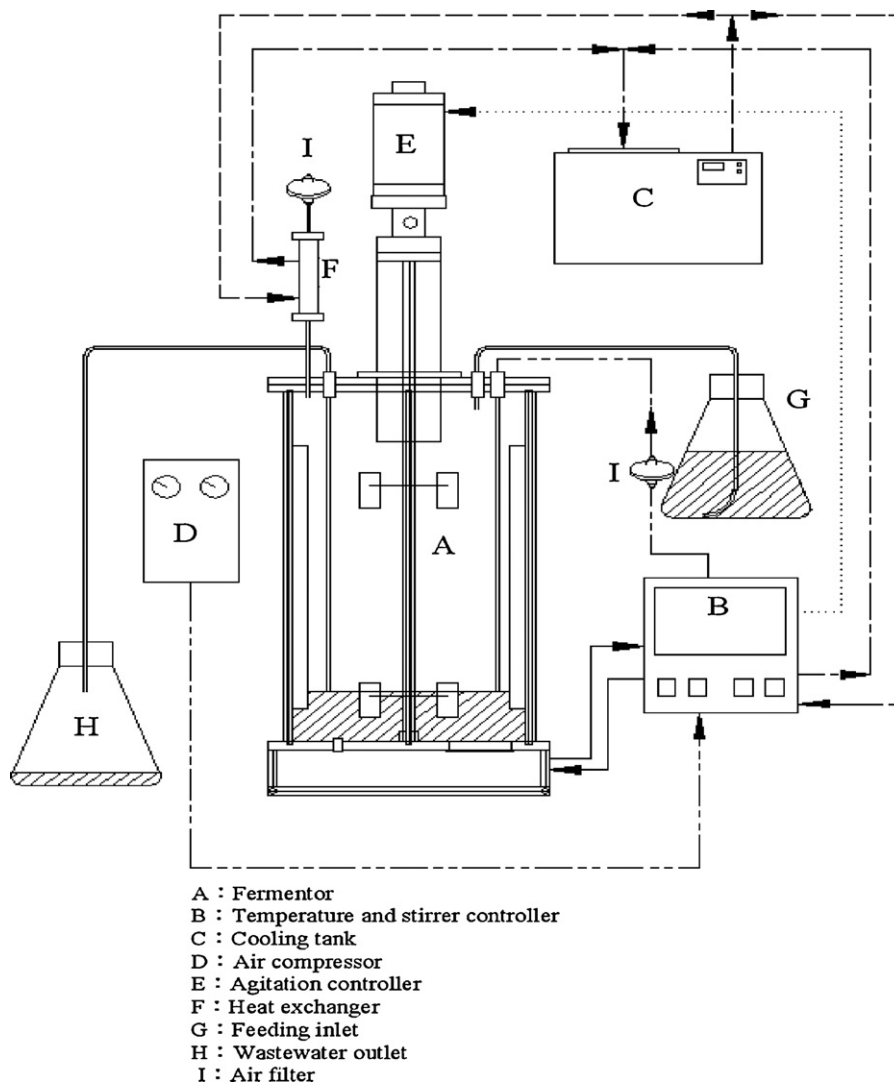 I
E
C
F
G
I
D
A
B
H
A : Fermentor
B : Temperature and stirrer controller
C : Cooling tank
D : Air compressor
E : Agitation controller
F : Heat exchanger
G : Feeding inlet
H : Wastewater outlet
I : Air filter